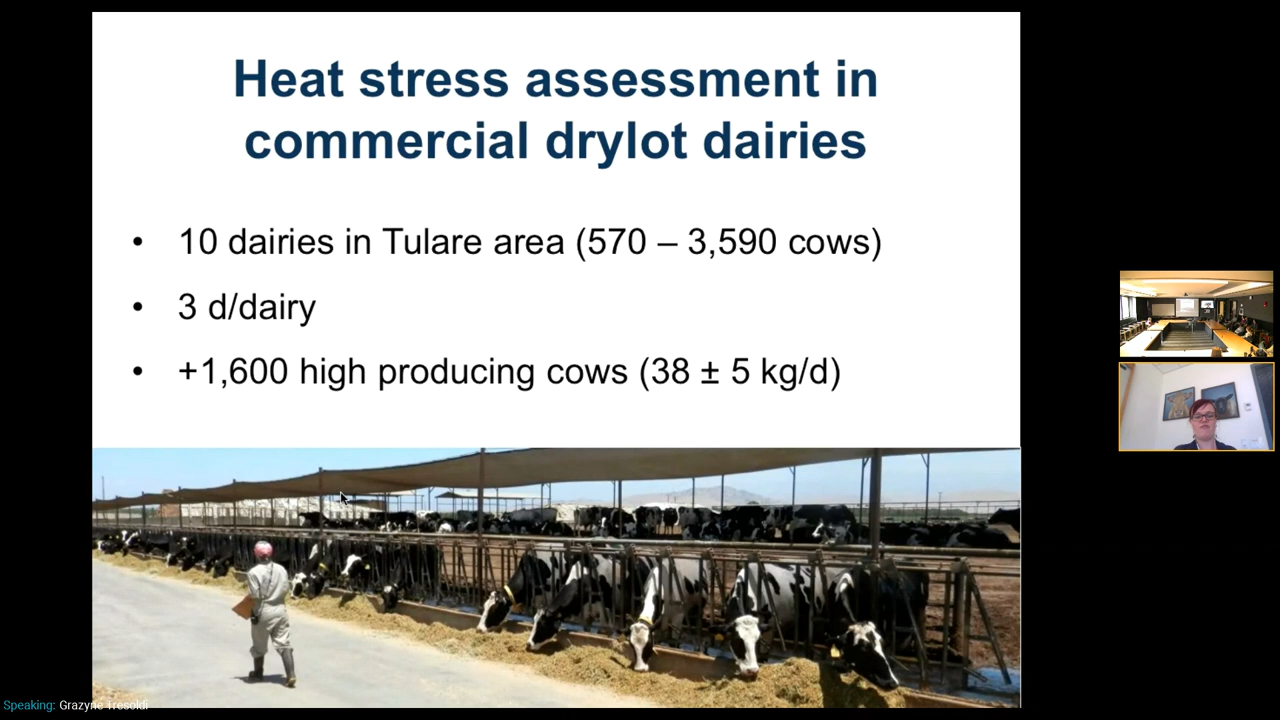 Heat stress assessment in
commercial drylot dairies
• 10 dairies in Tulare area (570 – 3,590 cows)
• 3 d/dairy
• +1,600 high producing cows (38 ± 5 kg/d)
Speaking: Grazyne Tresoldi